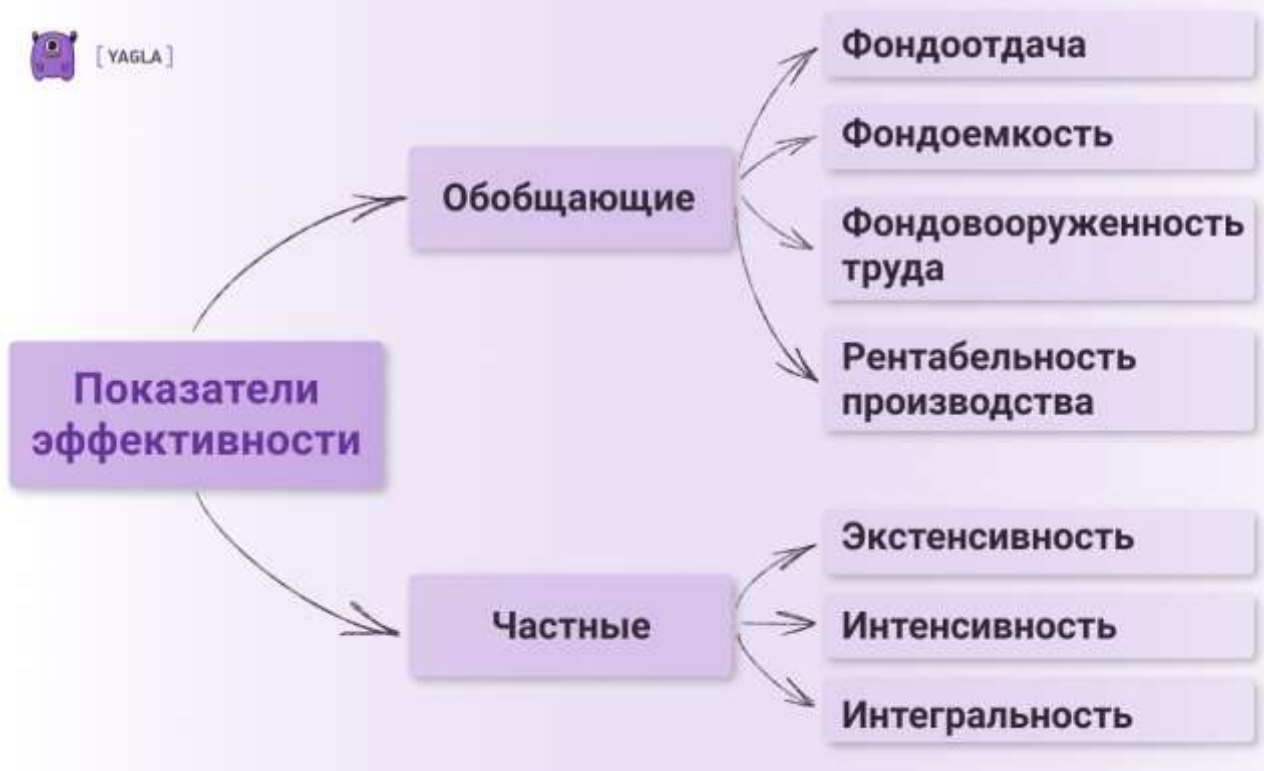 [ YAGLA ]
Показатели
эффективности
Обобщающие
Фондоотдача
Фондоемкость
Фондовооруженность
труда
Рентабельность
производства
Частные
Экстенсивность
Интенсивность
Интегральность